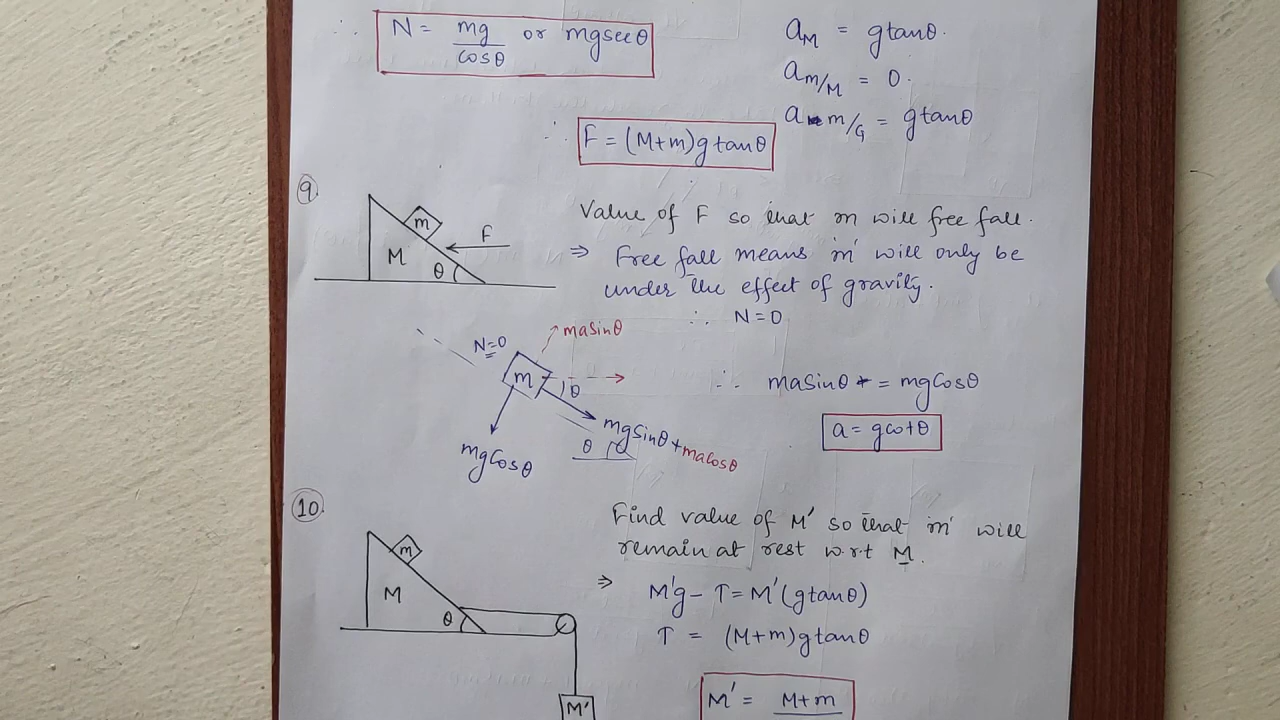 ∴ N = mg/cosθ or mgsecθ
a_M = gtanθ.
a_m/M = 0.
a m/G = gtanθ
∴ F = (M+m)gtanθ
9.
m
M
θ
F
Value of F so that m will free fall.
⇒ Free fall means 'm' will only be
under the effect of gravity.
∴ N=0
N=0
masinθ
m
θ
mgcosθ
mgsinθ + macosθ
θ
∴ masinθ = mgcosθ
a = gcotθ
10.
m
M
θ
M'
Find value of M' so that 'm' will
remain at rest w.r.t M.
⇒ M'g - T = M'(gtanθ)
T = (M+m)gtanθ
M' = M+m